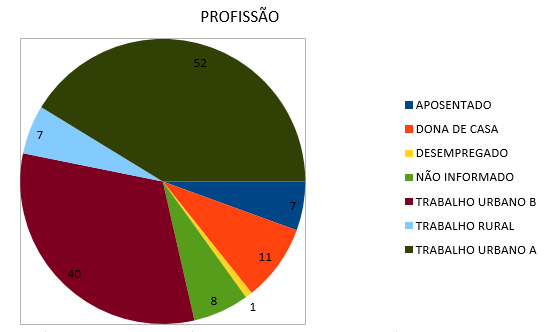 PROFISSÃO
52
7
40
8
1
11
7
APOSENTADO
DONA DE CASA
DESEMPREGADO
NÃO INFORMADO
TRABALHO URBANO B
TRABALHO RURAL
TRABALHO URBANO A